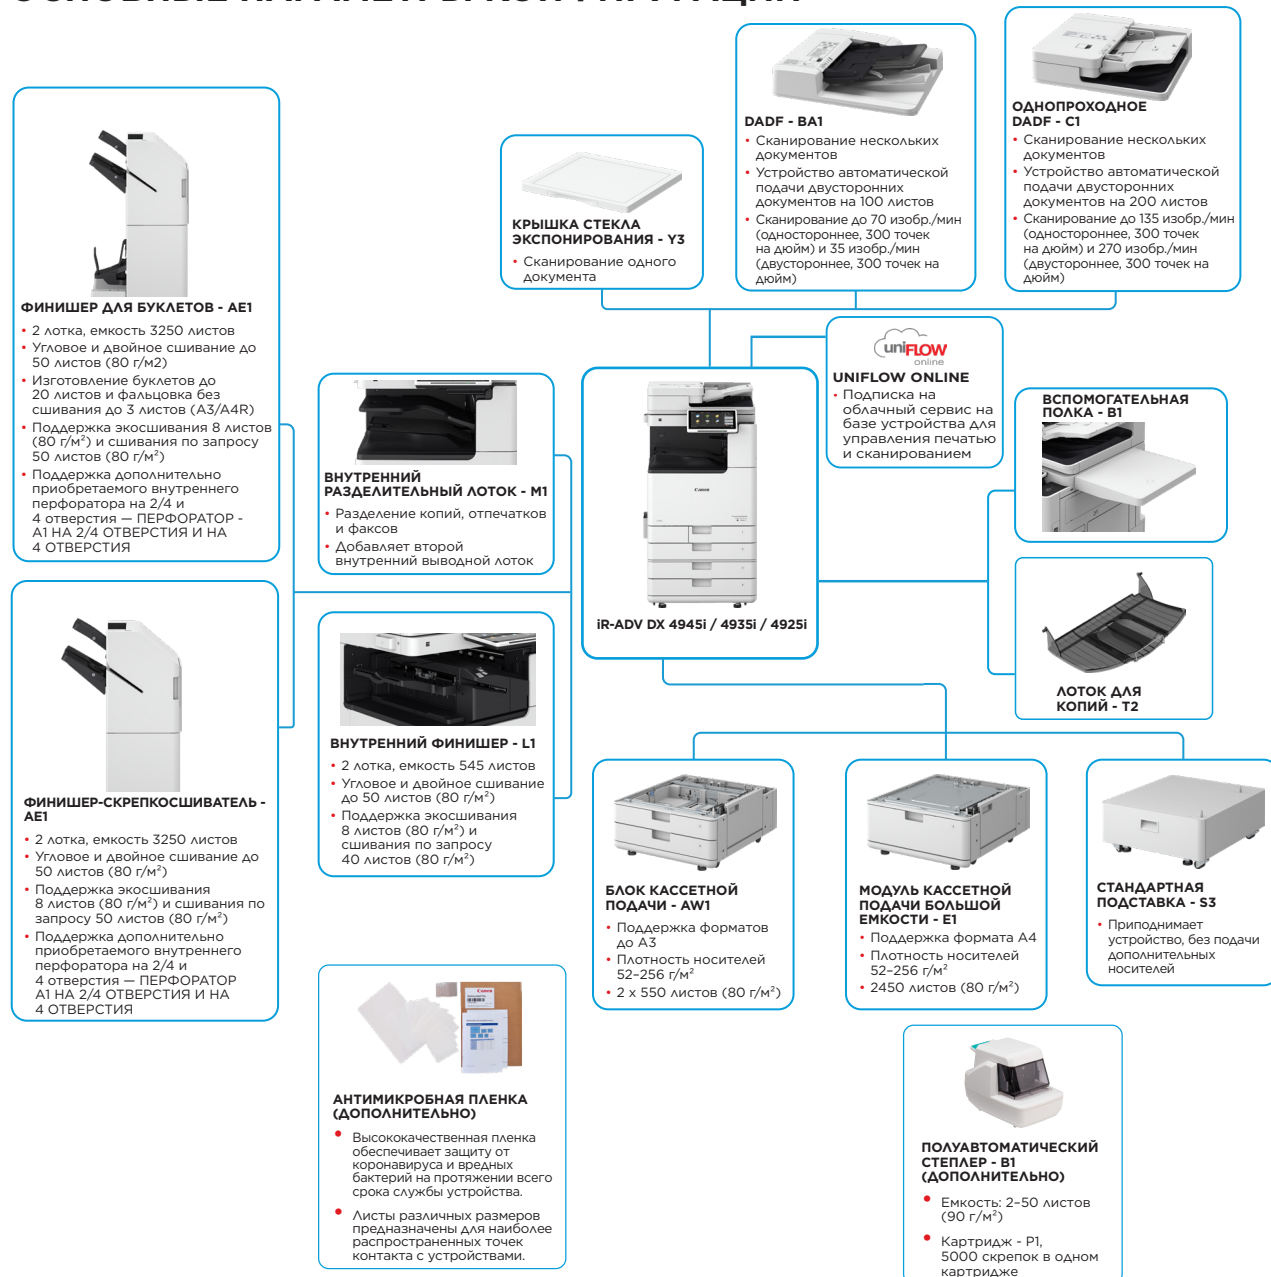 ОСНОВНЫЕ ПАРАМЕТРЫ КОНФИГУРАЦИИ
ФИНИШЕР ДЛЯ БУКЛЕТОВ - AE1
• 2 лотка, емкость 3250 листов
• Угловое и двойное сшивание до
50 листов (80 г/м2)
• Изготовление буклетов до
20 листов и фальцовка без
сшивания до 3 листов (A3/A4R)
• Поддержка экосшивания 8 листов
(80 г/м²) и сшивания по запросу
50 листов (80 г/м²)
• Поддержка дополнительно
приобретаемого внутреннего
перфоратора на 2/4 и
4 отверстия — ПЕРФОРАТОР -
A1 НА 2/4 ОТВЕРСТИЯ И НА
4 ОТВЕРСТИЯ
ФИНИШЕР-СКРЕПКОСШИВАТЕЛЬ -
AE1
• 2 лотка, емкость 3250 листов
• Угловое и двойное сшивание до
50 листов (80 г/м²)
• Поддержка экосшивания
8 листов (80 г/м²) и сшивания по
запросу 50 листов (80 г/м²)
• Поддержка дополнительно
приобретаемого внутреннего
перфоратора на 2/4 и
4 отверстия — ПЕРФОРАТОР
A1 НА 2/4 ОТВЕРСТИЯ И НА
4 ОТВЕРСТИЯ
ВНУТРЕННИЙ
РАЗДЕЛИТЕЛЬНЫЙ ЛОТОК - M1
• Разделение копий, отпечатков
и факсов
• Добавляет второй
внутренний выводной лоток
ВНУТРЕННИЙ ФИНИШЕР - L1
• 2 лотка, емкость 545 листов
• Угловое и двойное сшивание
до 50 листов (80 г/м²)
• Поддержка экосшивания
8 листов (80 г/м²) и
сшивания по запросу
40 листов (80 г/м²)
Canon
АНТИМИКРОБНАЯ ПЛЕНКА
(ДОПОЛНИТЕЛЬНО)
• Высококачественная пленка
обеспечивает защиту от
коронавируса и вредных
бактерий на протяжении всего
срока службы устройства.
• Листы различных размеров
предназначены для наиболее
распространенных точек
контакта с устройствами.
КРЫШКА СТЕКЛА
ЭКСПОНИРОВАНИЯ - Y3
• Сканирование одного
документа
DADF - BA1
• Сканирование нескольких
документов
• Устройство автоматической
подачи двусторонних
документов на 100 листов
• Сканирование до 70 изобр./мин
(одностороннее, 300 точек
на дюйм) и 35 изобр./мин
(двустороннее, 300 точек на
дюйм)
ОДНОПРОХОДНОЕ
DADF - C1
• Сканирование нескольких
документов
• Устройство автоматической
подачи двусторонних
документов на 200 листов
• Сканирование до 135 изобр./мин
(одностороннее, 300 точек
на дюйм) и 270 изобр./мин
(двустороннее, 300 точек на
дюйм)
uniFLOW
online
UNIFLOW ONLINE
• Подписка на
облачный сервис на
базе устройства для
управления печатью
и сканированием
Canon
iR-ADV DX 4945i / 4935i / 4925i
ВСПОМОГАТЕЛЬНАЯ
ПОЛКА - B1
ЛОТОК ДЛЯ
КОПИЙ - T2
БЛОК КАССЕТНОЙ
ПОДАЧИ - AW1
• Поддержка форматов
до A3
• Плотность носителей
52–256 г/м²
• 2 x 550 листов (80 г/м²)
МОДУЛЬ КАССЕТНОЙ
ПОДАЧИ БОЛЬШОЙ
ЕМКОСТИ - E1
• Поддержка формата A4
• Плотность носителей
52–256 г/м²
• 2450 листов (80 г/м²)
СТАНДАРТНАЯ
ПОДСТАВКА - S3
• Приподнимает
устройство, без подачи
дополнительных
носителей
ПОЛУАВТОМАТИЧЕСКИЙ
СТЕПЛЕР - B1
(ДОПОЛНИТЕЛЬНО)
• Емкость: 2–50 листов
(90 г/м²)
• Картридж - P1,
5000 скрепок в одном
картридже